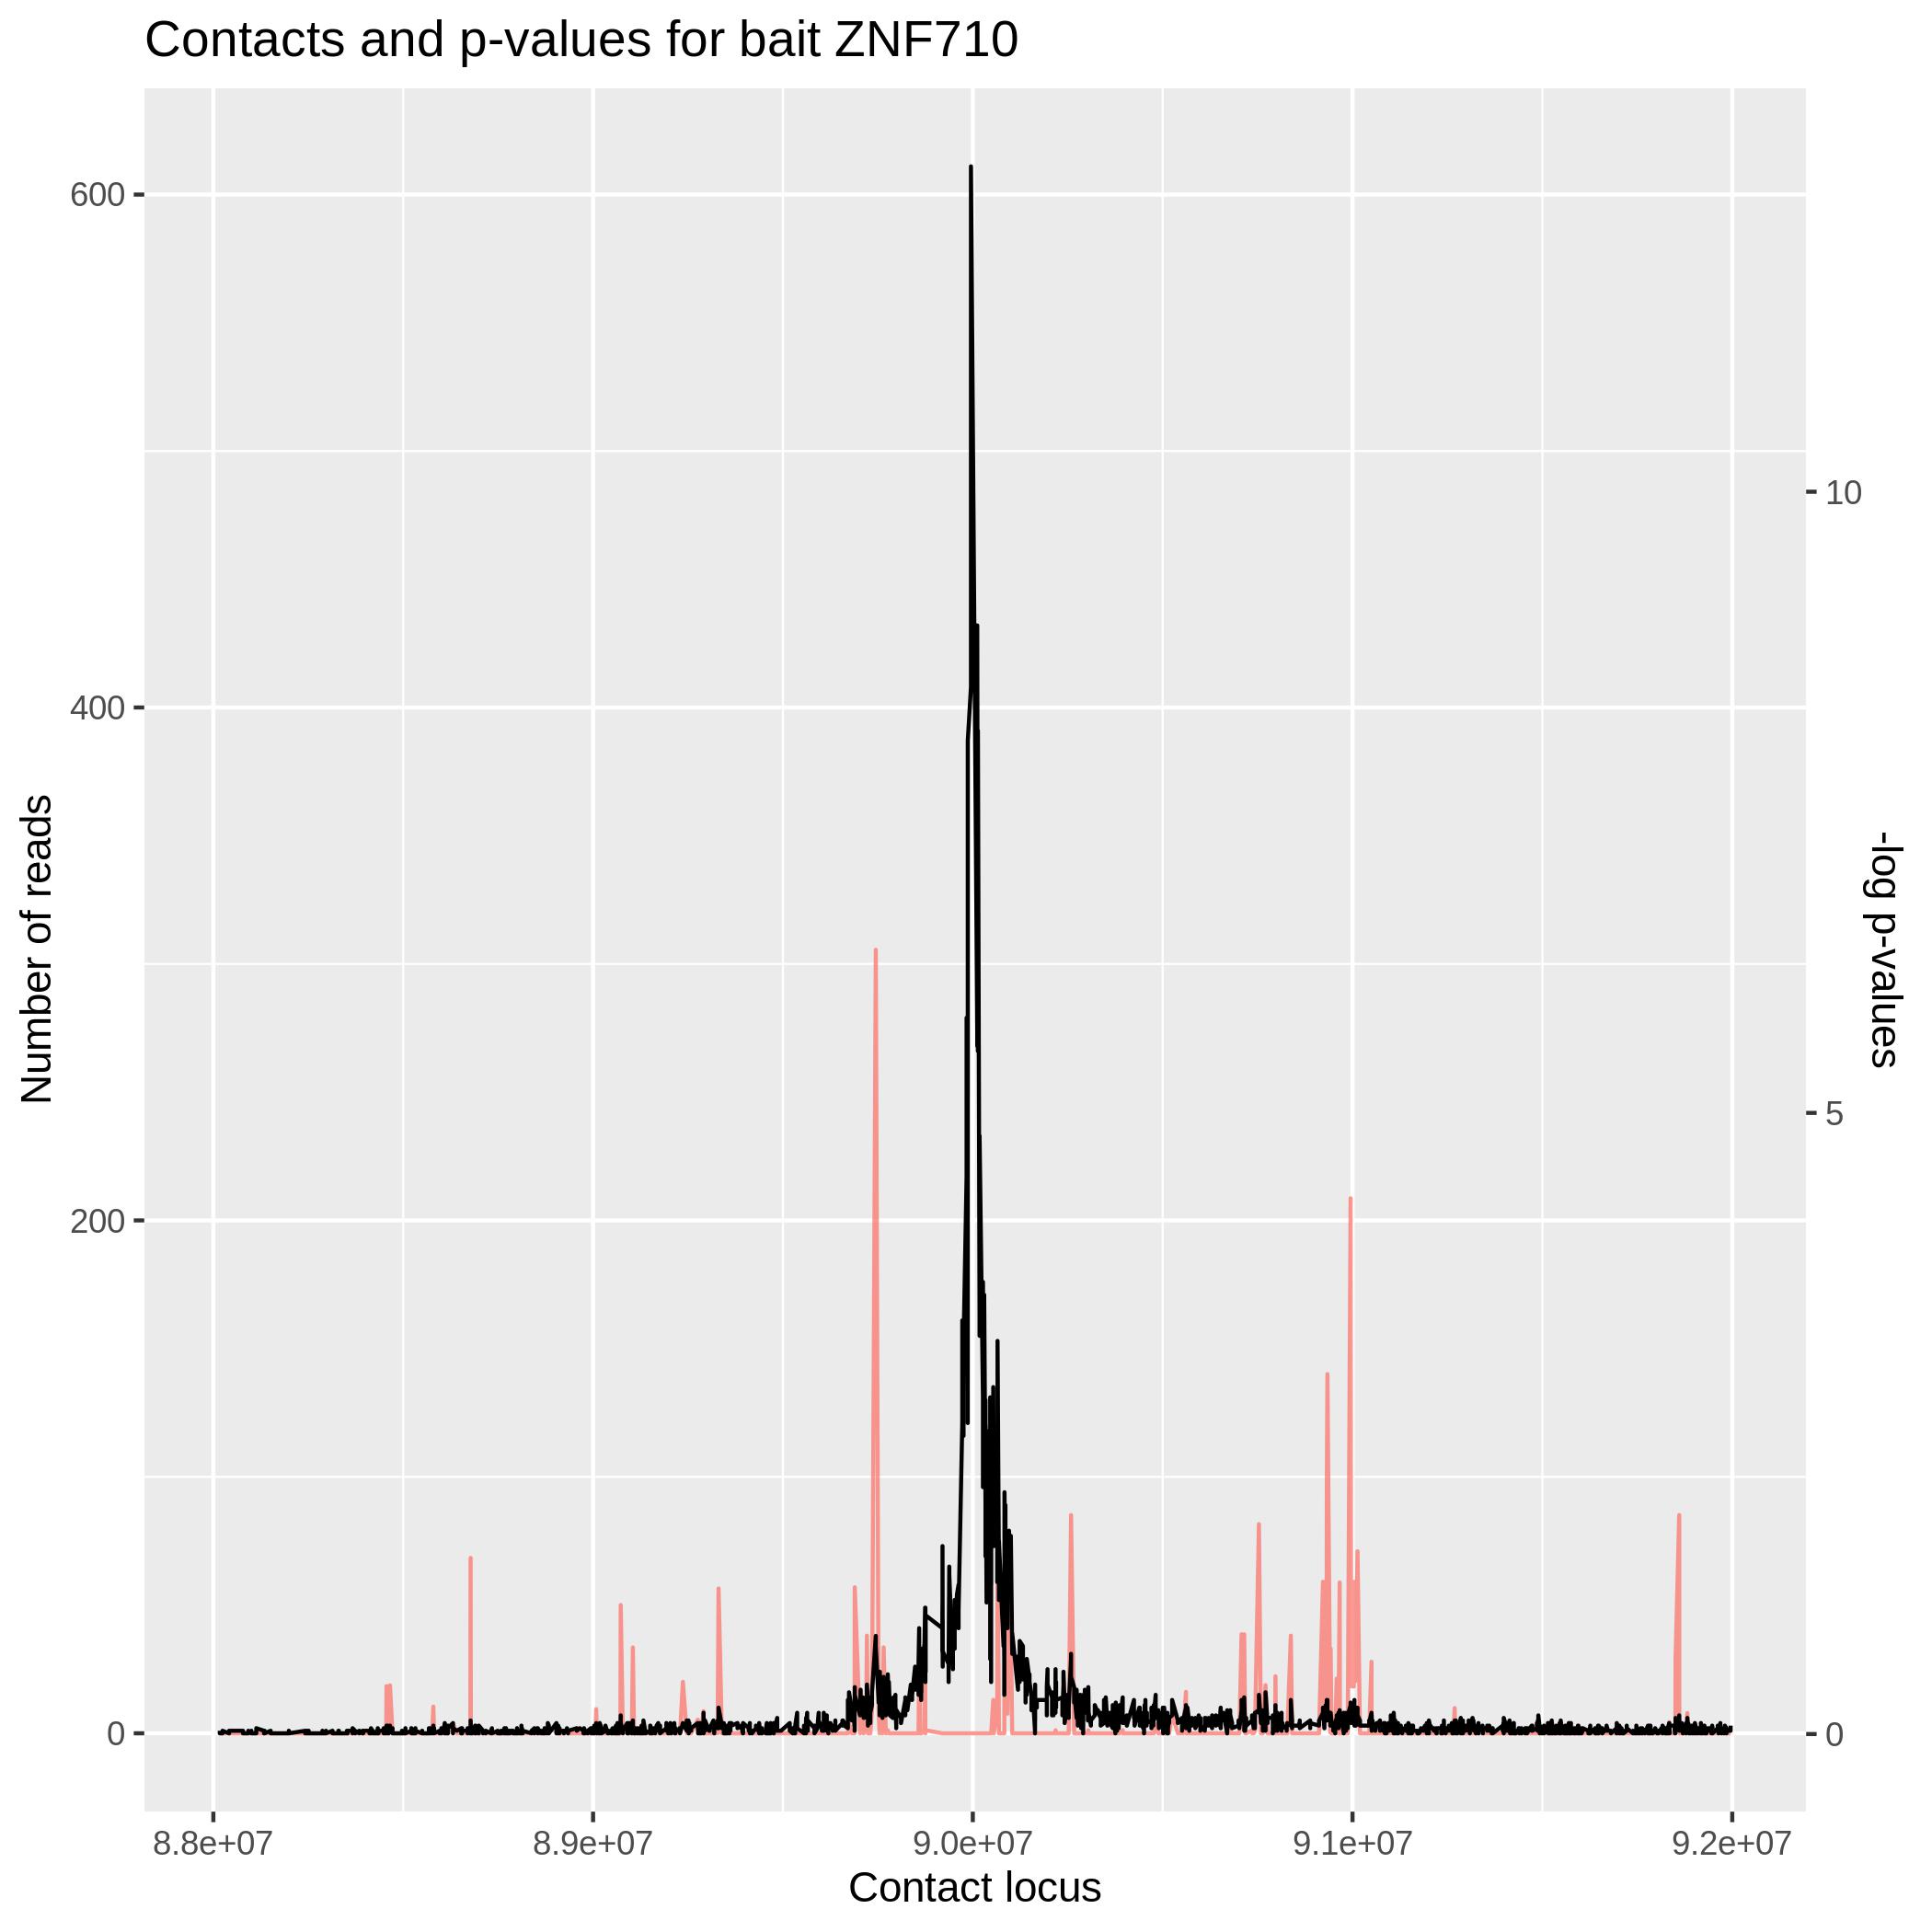 Contacts and p-values for bait ZNF710
600
400
200
0
Number of reads
10
5
0
-log p-values
8.8e+07 8.9e+07 9.0e+07 9.1e+07 9.2e+07
Contact locus